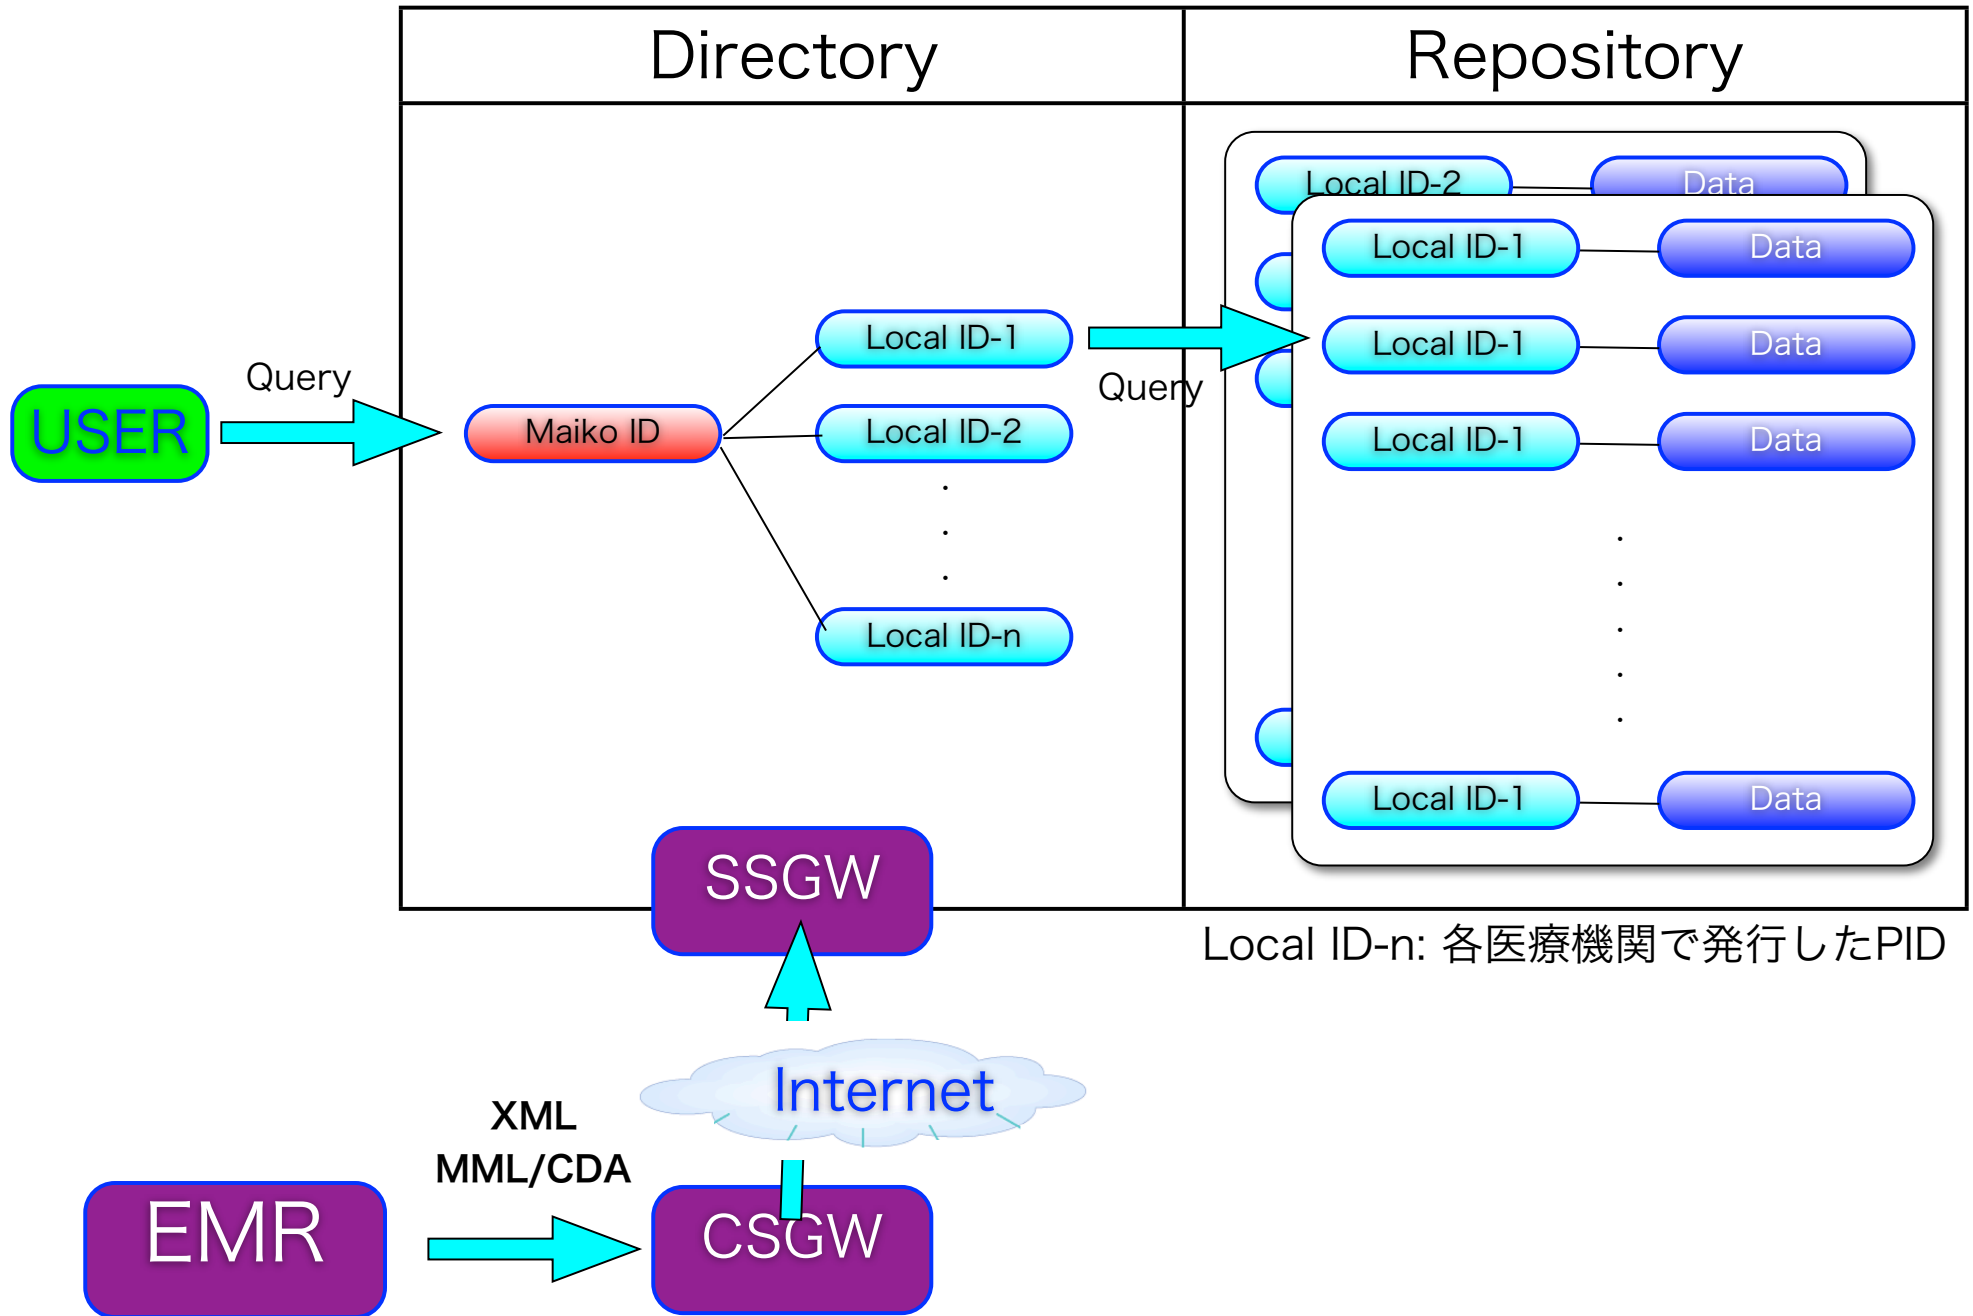 Directory
Repository
Local ID-2
Data
Local ID-1
Data
Local ID-1
Data
Local ID-1
Data
Local ID-1
Data
Query
Query
USER
Maiko ID
Local ID-1
Local ID-2
Local ID-n
SSGW
Local ID-n: 各医療機関で発行したPID
Internet
XML
MML/CDA
EMR
CSGW